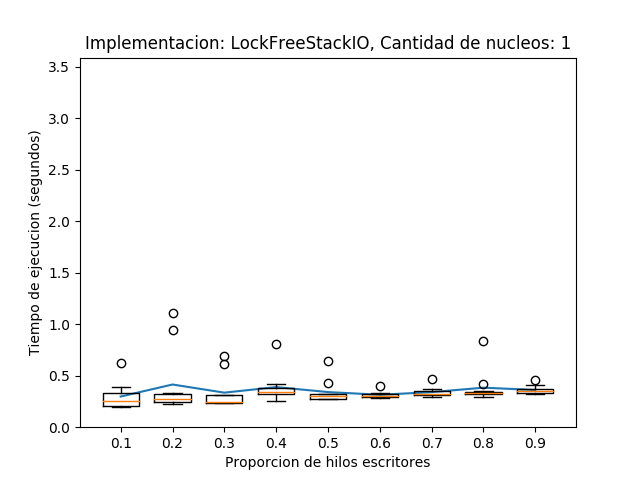 Implementacion: LockFreeStackIO, Cantidad de nucleos: 1
Tiempo de ejecucion (segundos)
3.5
3.0
2.5
2.0
1.5
1.0
0.5
0.0
0.1 0.2 0.3 0.4 0.5 0.6 0.7 0.8 0.9
Proporcion de hilos escritores